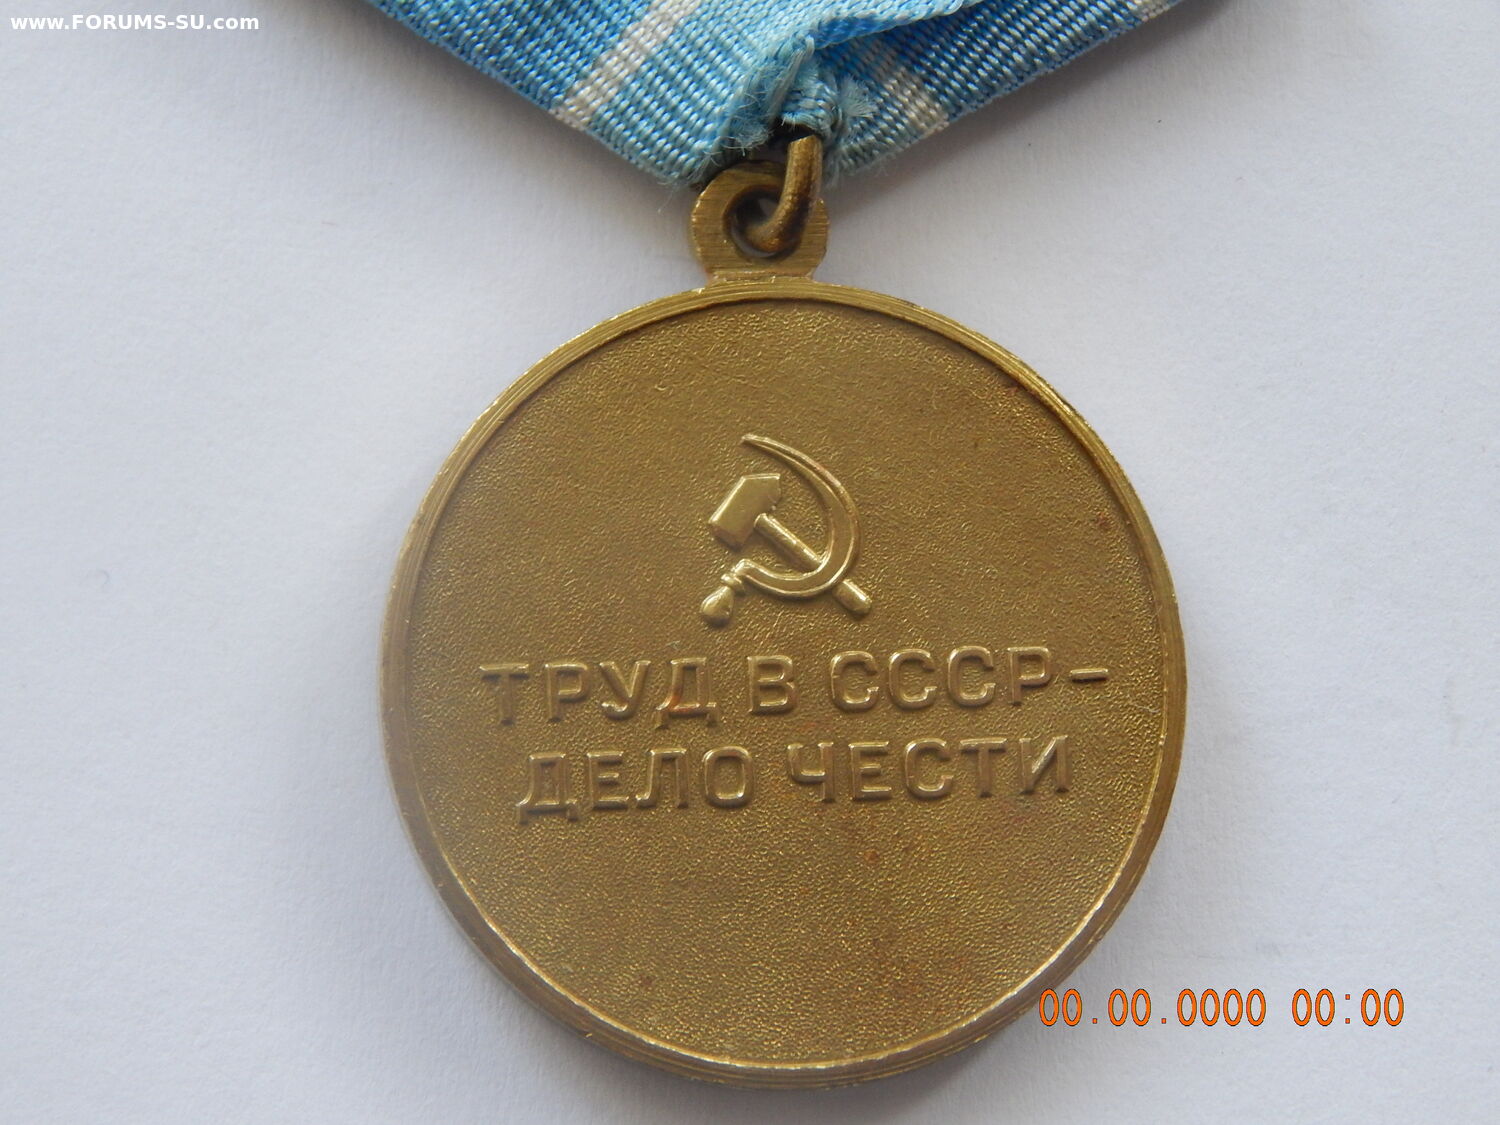 www.FORUMS-SU.com
ТРУД В СССР-
ДЕЛО ЧЕСТИ
00.00.0000 00:00